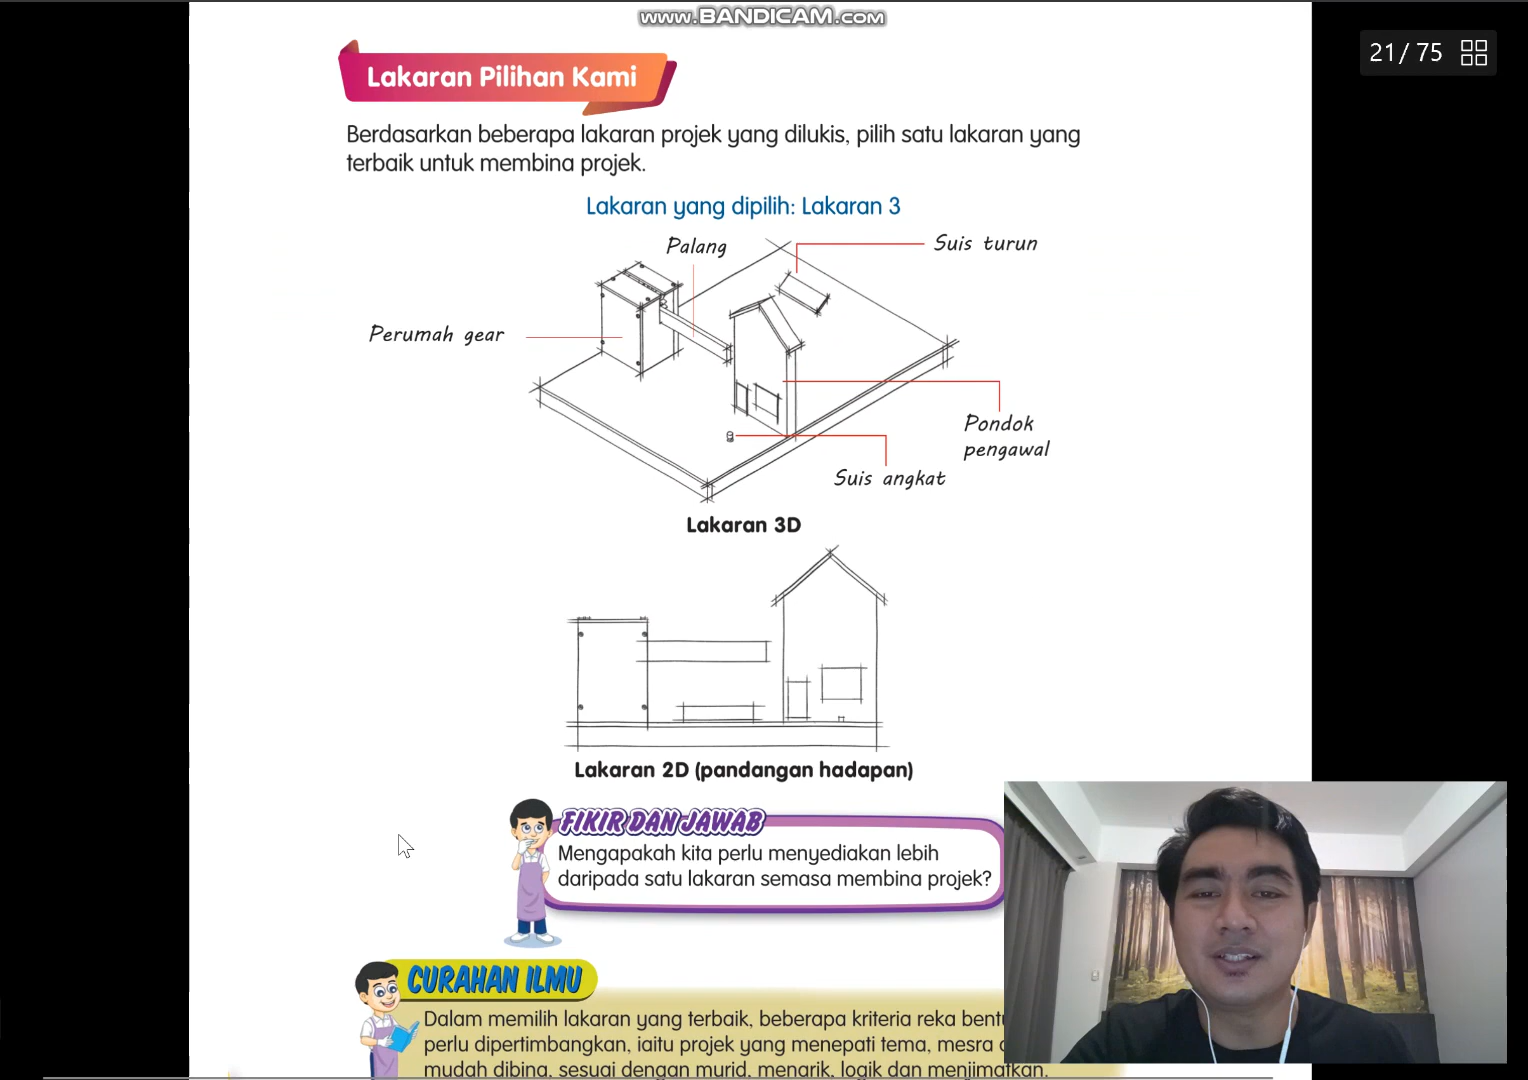 www.BANDICAM.com
21/ 75
Lakaran Pilihan Kami
Berdasarkan beberapa lakaran projek yang dilukis, pilih satu lakaran yang
terbaik untuk membina projek.
Lakaran yang dipilih: Lakaran 3
Palang
Suis turun
Perumah gear
Pondok
pengawal
Suis angkat
Lakaran 3D
Lakaran 2D (pandangan hadapan)
FIKIR DAN JAWAB
Mengapakah kita perlu menyediakan lebih
daripada satu lakaran semasa membina projek?
CURAHAN ILMU
Dalam memilih lakaran yang terbaik, beberapa kriteria reka
perlu dipertimbangkan, iaitu projek yang menepati tema, mesra
mudah dibina, sesuai dengan murid, menarik, logik dan menjimatkan.